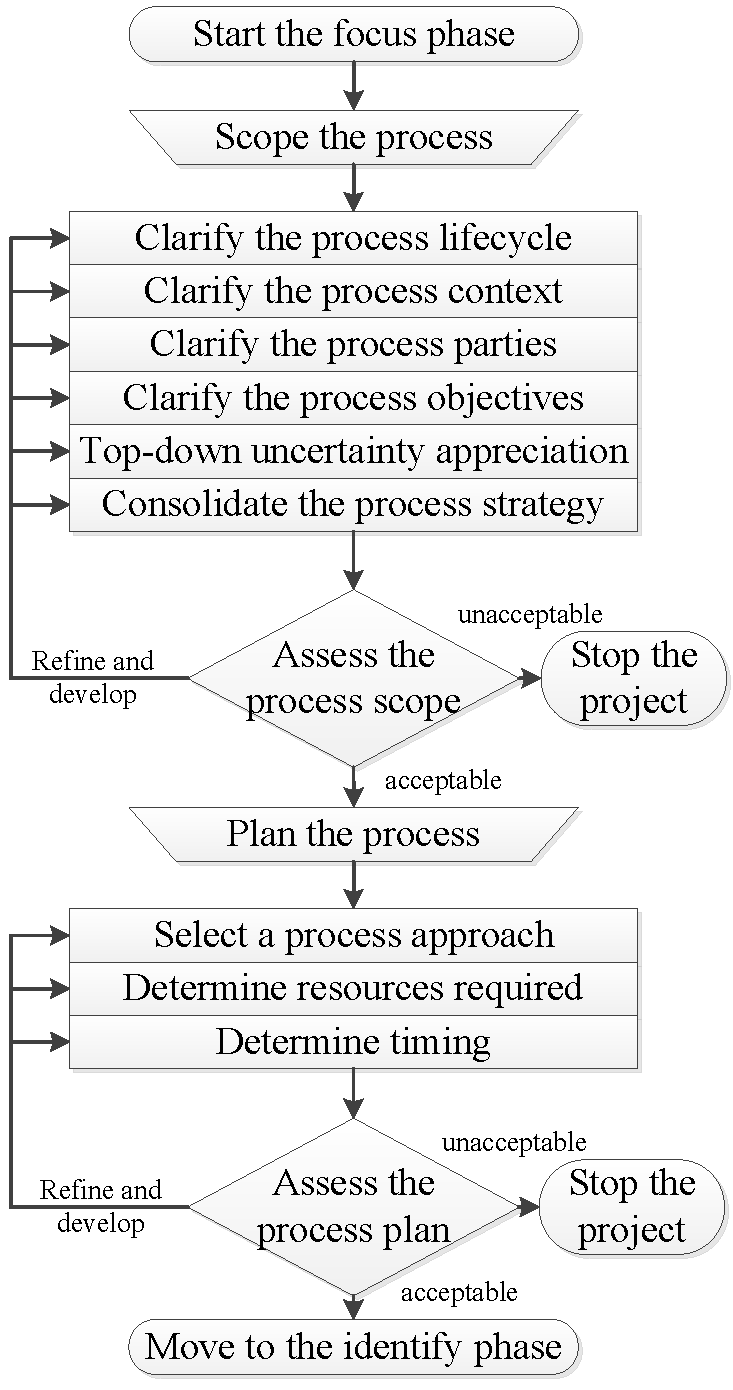 Start the focus phase
Scope the process
Clarify the process lifecycle
Clarify the process context
Clarify the process parties
Clarify the process objectives
Top-down uncertainty appreciation
Consolidate the process strategy
unacceptable
Refine and
develop
Assess the
process scope
Stop the
project
acceptable
Plan the process
Select a process approach
Determine resources required
Determine timing
unacceptable
Refine and
develop
Assess the
process plan
Stop the
project
acceptable
Move to the identify phase